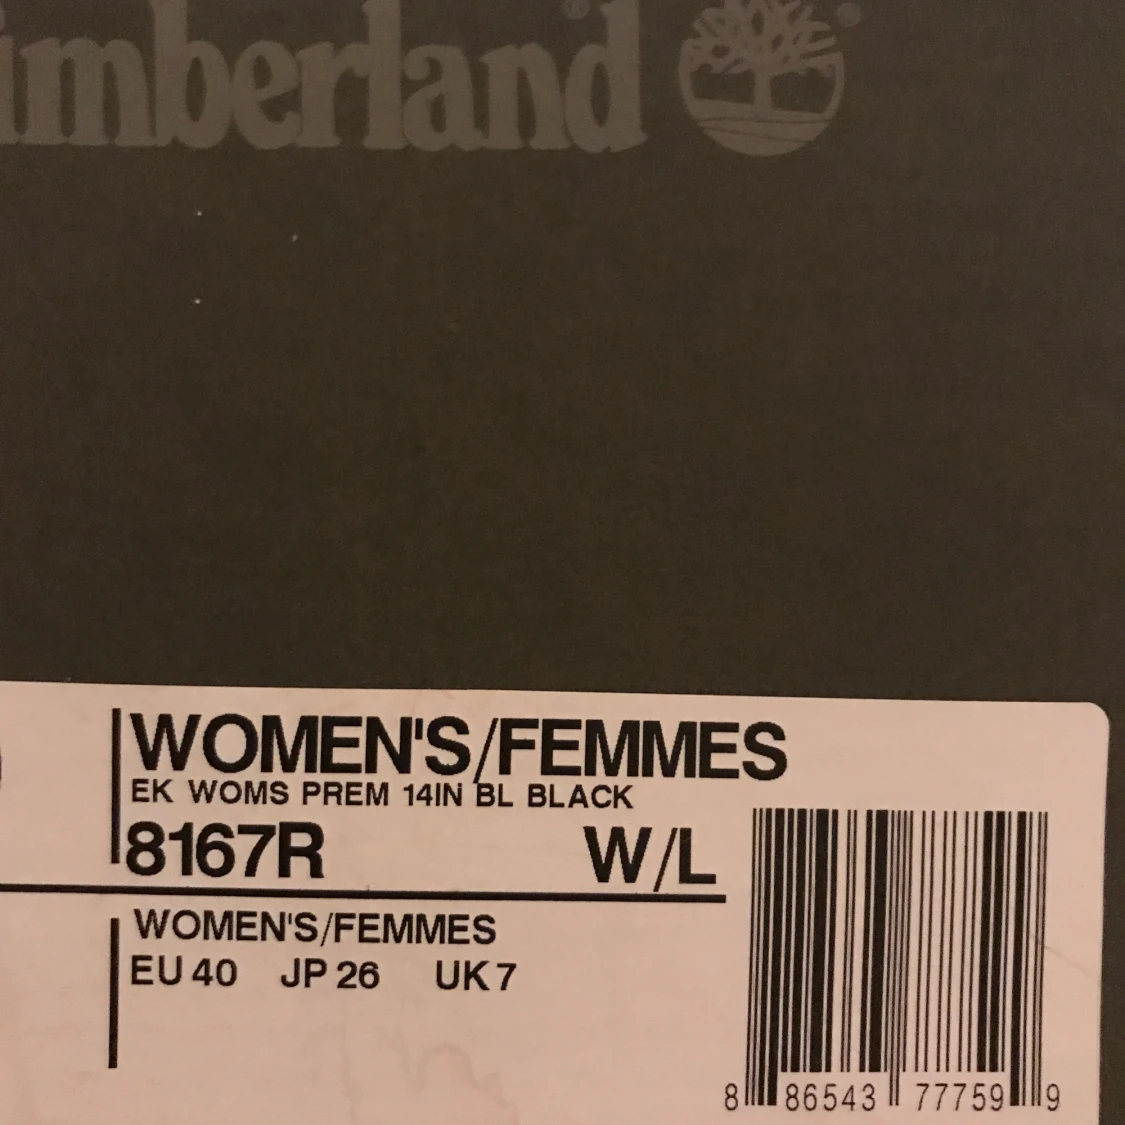 imberland
WOMEN'S/FEMMES
EK WOMS PREM 14IN BL BLACK
8167R W/L
WOMEN'S/FEMMES
EU 40 JP 26 UK 7
8 86543 77759 9